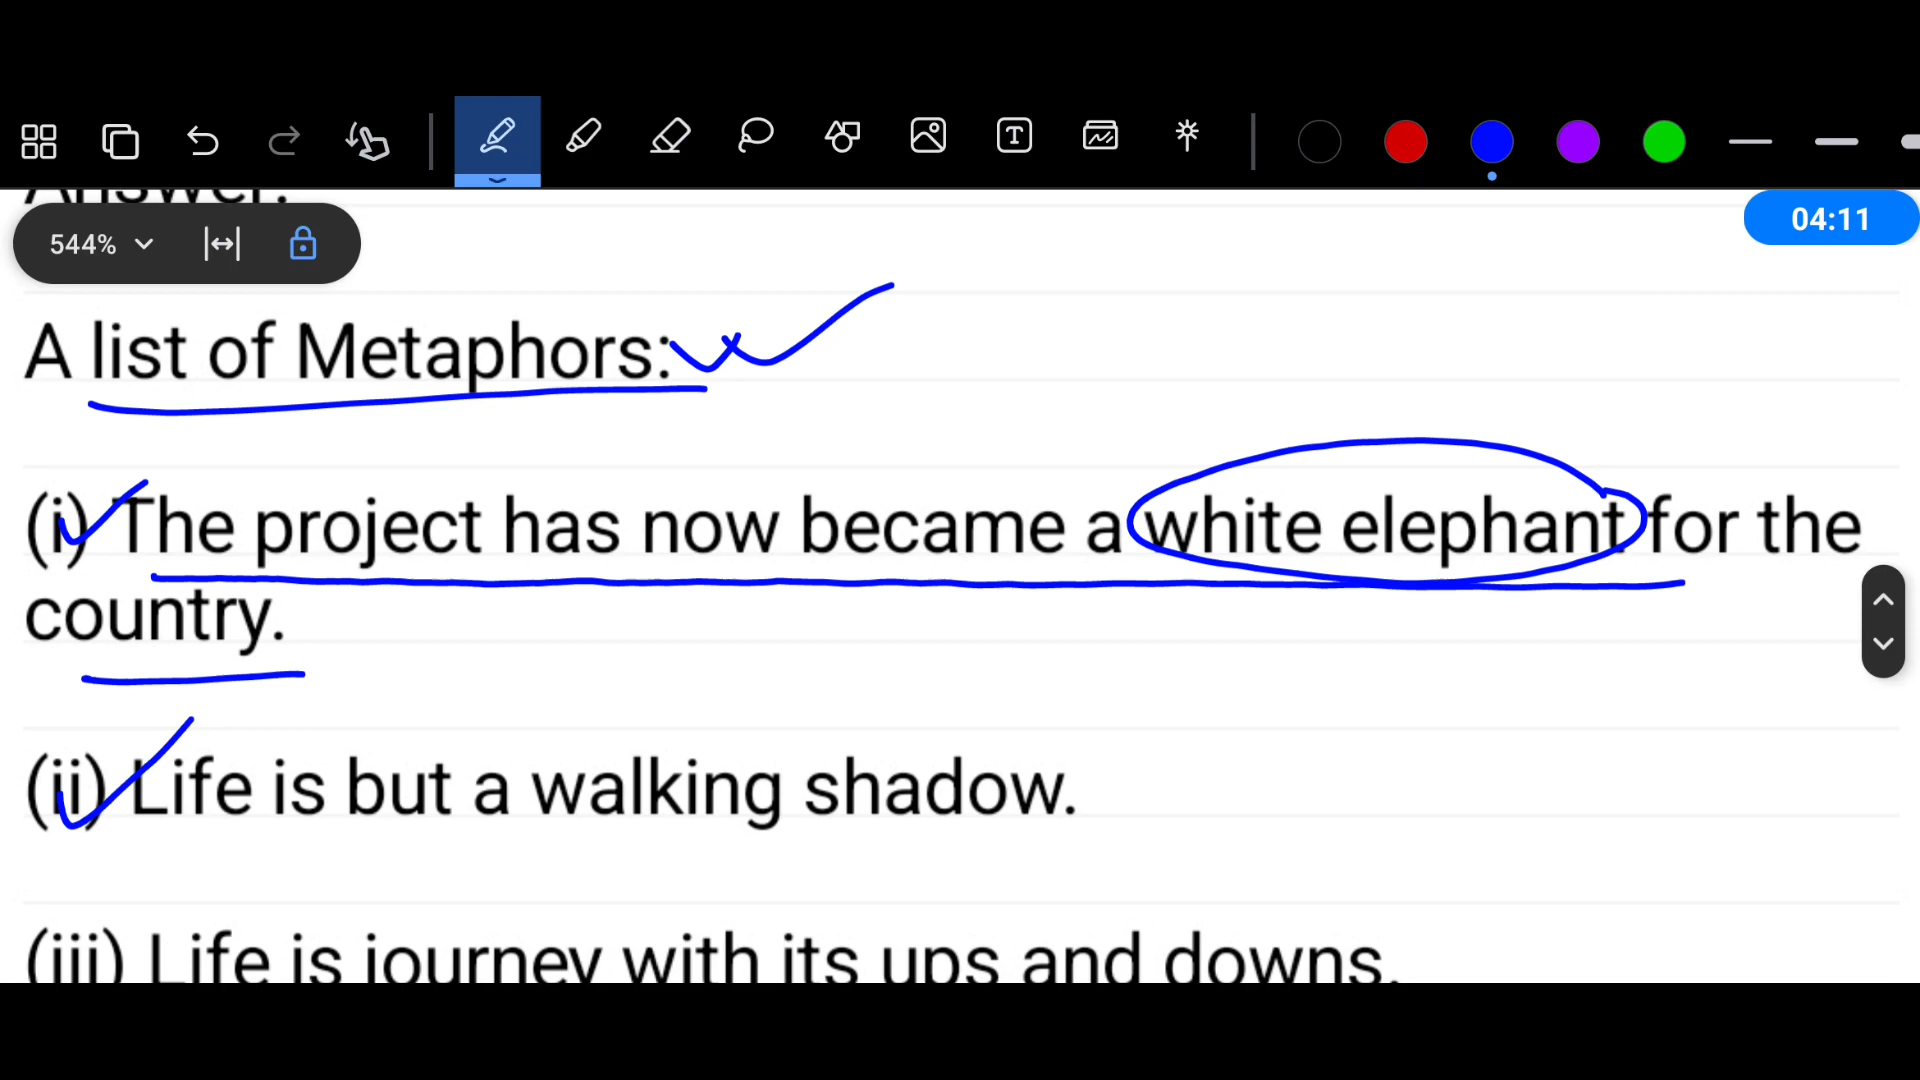 Answer:
544%
04:11
A list of Metaphors:
(i) The project has now became a white elephant for the
country.
(ii) Life is but a walking shadow.
(iii) Life is journey with its ups and downs.